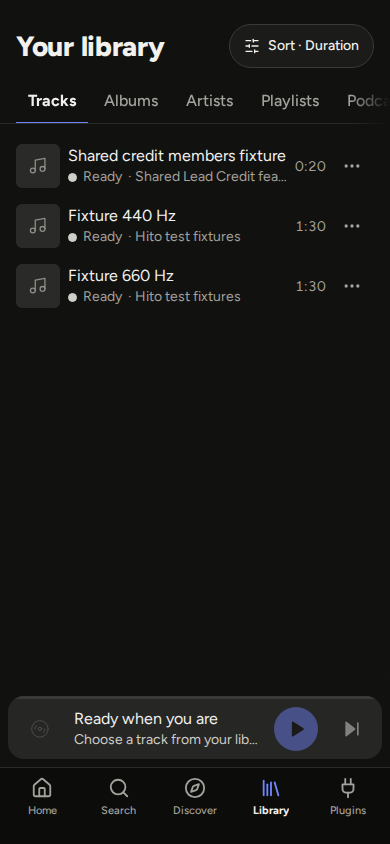 Your library
Sort · Duration
Tracks Albums Artists Playlists Podca
Shared credit members fixture 0:20
Ready · Shared Lead Credit fea...
Fixture 440 Hz 1:30
Ready · Hito test fixtures
Fixture 660 Hz 1:30
Ready · Hito test fixtures
Ready when you are
Choose a track from your lib...
Home Search Discover Library Plugins